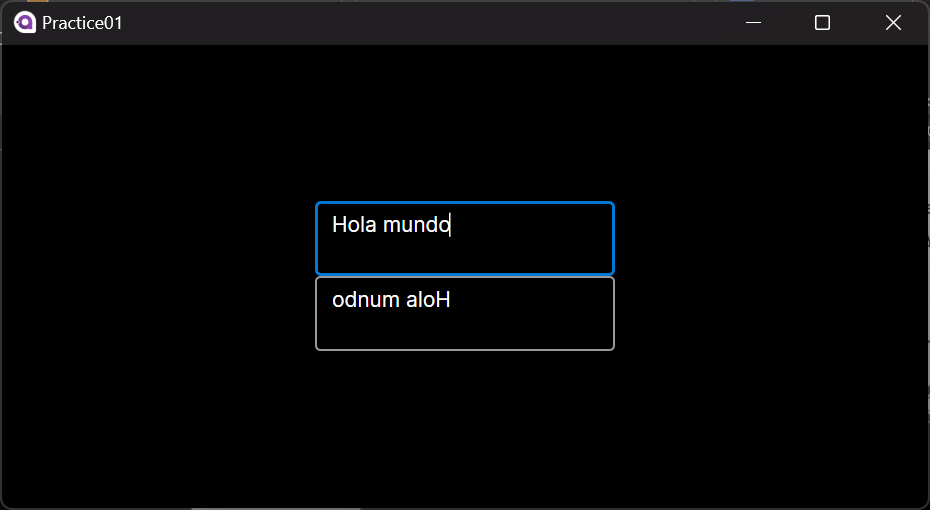 Practice01
Hola mundo
odnum aloH